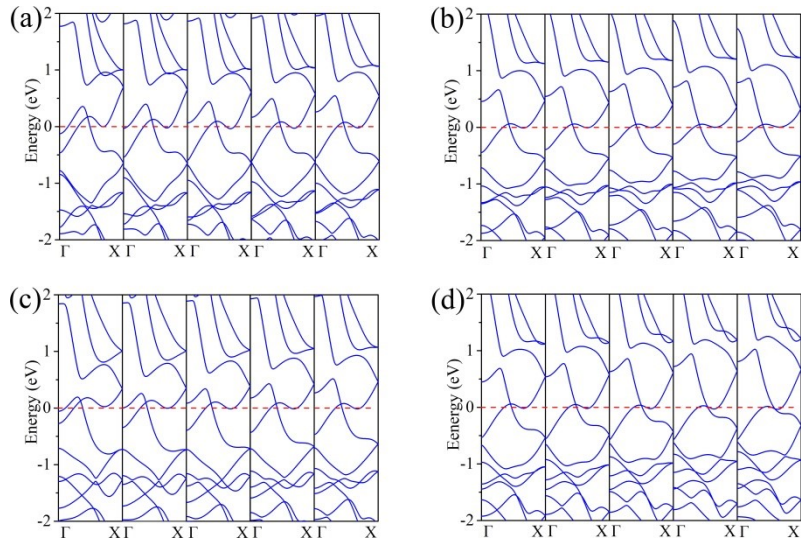 (a) (b)
Energy (eV) 2 1 0 -1 -2
Energy (eV) 2 1 0 -1 -2
Γ X Γ X Γ X Γ X Γ X
Γ X Γ X Γ X Γ X Γ X
(c) (d)
Energy (eV) 2 1 0 -1 -2
Eenergy (eV) 2 1 0 -1 -2
Γ X Γ X Γ X Γ X Γ X
Γ X Γ X Γ X Γ X Γ X